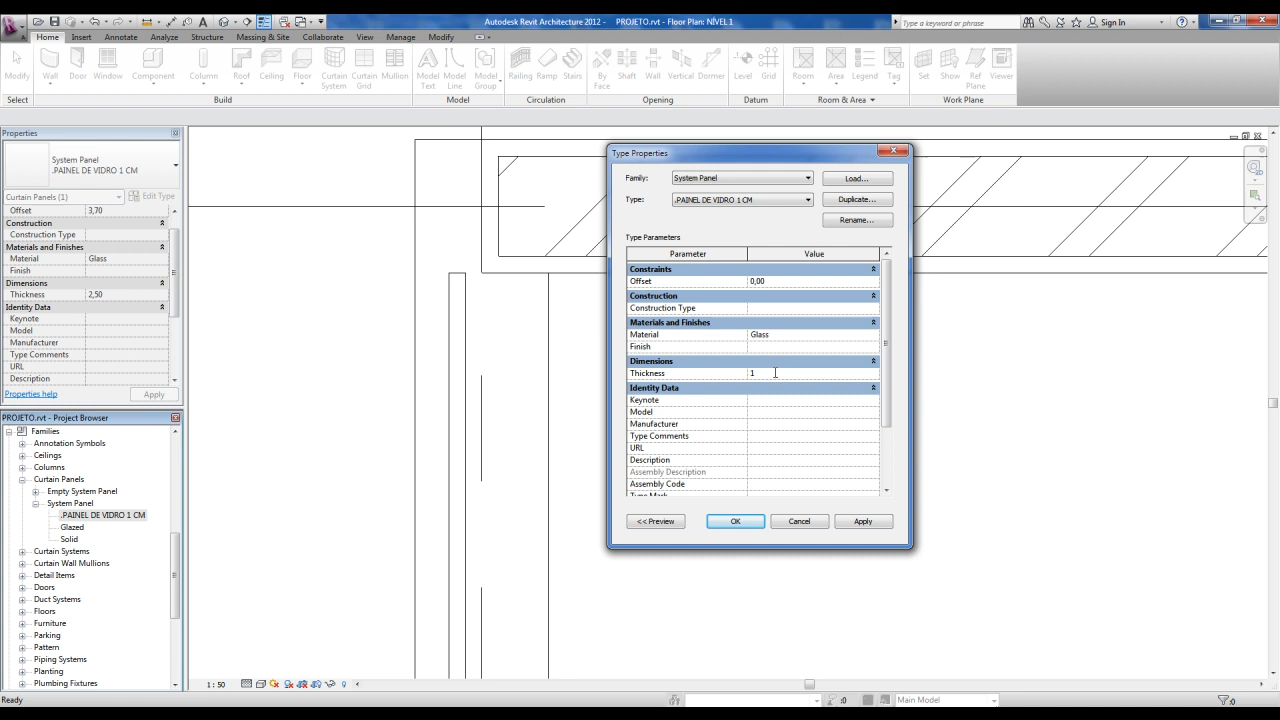 Autodesk Revit Architecture 2012 - PROJETO.rvt - Floor Plan: NÍVEL 1
Type a keyword or phrase
Sign In
Home Insert Annotate Analyze Structure Massing & Site Collaborate View Manage Modify
Modify Wall Door Window Component Column Roof Ceiling Floor Curtain System Curtain Grid Mullion Model Text Model Line Model Group Railing Ramp Stairs By Face Shaft Wall Vertical Dormer Level Grid Room Area Legend Tag Set Show Ref Plane Viewer
Select Build Model Circulation Opening Datum Room & Area Work Plane
Properties
System Panel
.PAINEL DE VIDRO 1 CM
Curtain Panels (1) Edit Type
Offset 3,70
Construction
Construction Type
Materials and Finishes
Material Glass
Finish
Dimensions
Thickness 2,50
Identity Data
Keynote
Model
Manufacturer
Type Comments
URL
Description
Properties help Apply
PROJETO.rvt - Project Browser
Families
Annotation Symbols
Ceilings
Columns
Curtain Panels
Empty System Panel
System Panel
.PAINEL DE VIDRO 1 CM
Glazed
Solid
Curtain Systems
Curtain Wall Mullions
Detail Items
Doors
Duct Systems
Floors
Furniture
Parking
Pattern
Piping Systems
Planting
Plumbing Fixtures
Type Properties
Family: System Panel Load...
Type: .PAINEL DE VIDRO 1 CM Duplicate...
Rename...
Type Parameters
Parameter Value
Constraints
Offset 0,00
Construction
Construction Type
Materials and Finishes
Material Glass
Finish
Dimensions
Thickness 1
Identity Data
Keynote
Model
Manufacturer
Type Comments
URL
Description
Assembly Description
Assembly Code
Type Mark
<< Preview OK Cancel Apply
1 : 50
Ready :0 Main Model :0